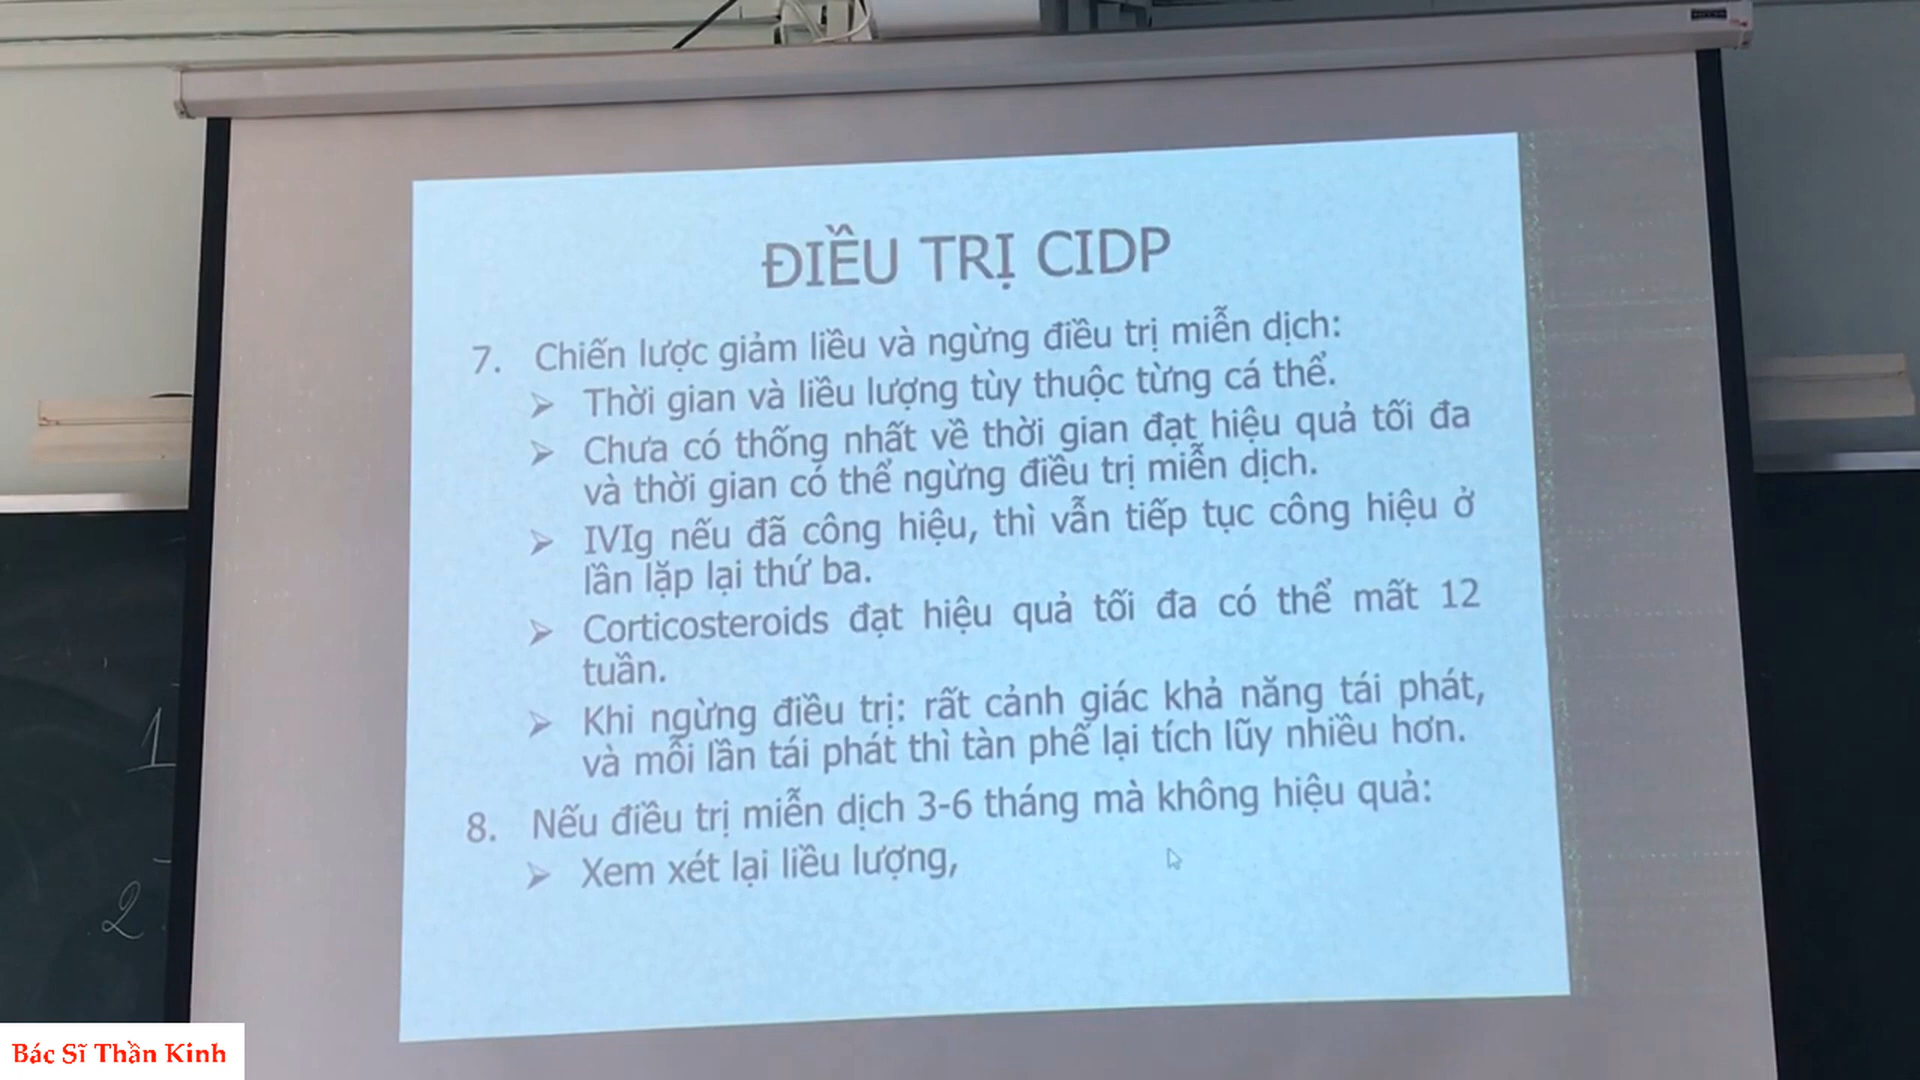 ĐIỀU TRỊ CIDP
7. Chiến lược giảm liều và ngừng điều trị miễn dịch:
➢ Thời gian và liều lượng tùy thuộc từng cá thể.
➢ Chưa có thống nhất về thời gian đạt hiệu quả tối đa
và thời gian có thể ngừng điều trị miễn dịch.
➢ IVIg nếu đã công hiệu, thì vẫn tiếp tục công hiệu ở
lần lặp lại thứ ba.
➢ Corticosteroids đạt hiệu quả tối đa có thể mất 12
tuần.
➢ Khi ngừng điều trị: rất cảnh giác khả năng tái phát,
và mỗi lần tái phát thì tàn phế lại tích lũy nhiều hơn.
8. Nếu điều trị miễn dịch 3-6 tháng mà không hiệu quả:
➢ Xem xét lại liều lượng,
1
2
Bác Sĩ Thần Kinh